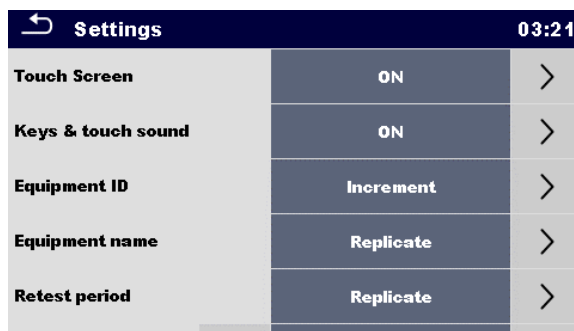 Settings 03:21
Touch Screen ON
Keys & touch sound ON
Equipment ID Increment
Equipment name Replicate
Retest period Replicate